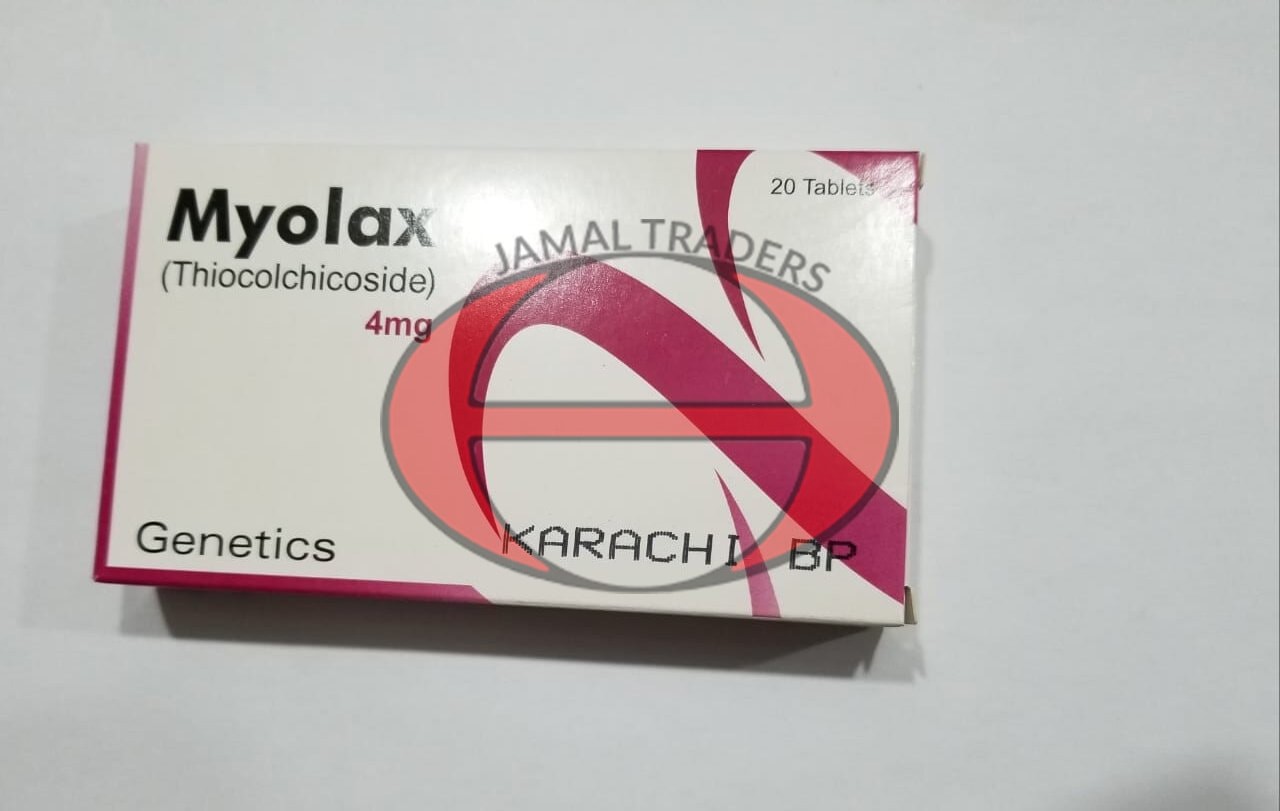 Myolax
(Thiocolchicoside)
4mg
20 Tablets
JAMAL TRADERS
Genetics
KARACHI BP